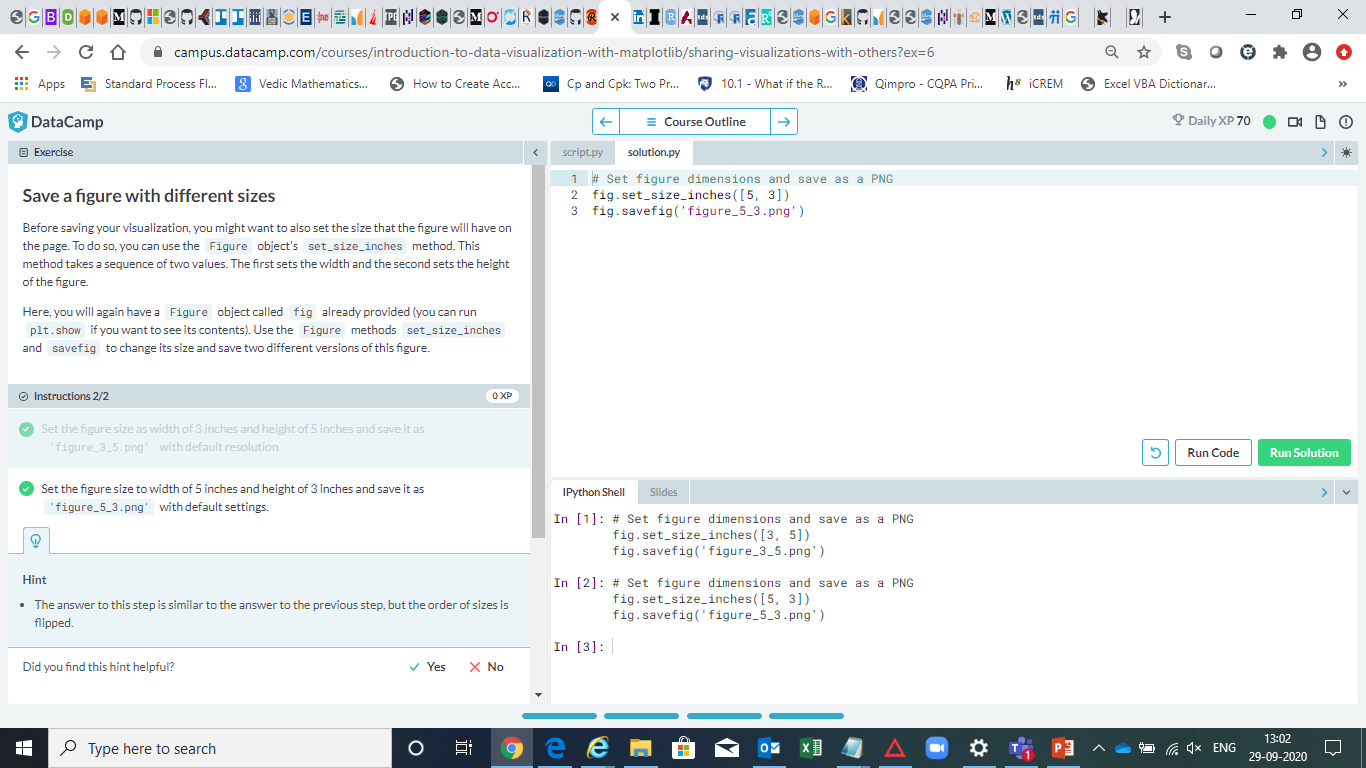 campus.datacamp.com/courses/introduction-to-data-visualization-with-matplotlib/sharing-visualizations-with-others?ex=6
Apps Standard Process Fl... Vedic Mathematics... How to Create Acc... Cp and Cpk: Two Pr... 10.1 - What if the R... Qimpro - CQPA Pri... iCREM Excel VBA Dictionar... »
DataCamp Course Outline Daily XP 70
Exercise
Save a figure with different sizes
Before saving your visualization, you might want to also set the size that the figure will have on
the page. To do so, you can use the Figure object's set_size_inches method. This
method takes a sequence of two values. The first sets the width and the second sets the height
of the figure.
Here, you will again have a Figure object called fig already provided (you can run
plt.show if you want to see its contents). Use the Figure methods set_size_inches
and savefig to change its size and save two different versions of this figure.
Instructions 2/2 0 XP
Set the figure size as width of 3 inches and height of 5 inches and save it as
'figure_3_5.png' with default resolution.
Set the figure size to width of 5 inches and height of 3 inches and save it as
'figure_5_3.png' with default settings.
Hint
• The answer to this step is similar to the answer to the previous step, but the order of sizes is
flipped.
Did you find this hint helpful? Yes No
script.py solution.py
1 # Set figure dimensions and save as a PNG
2 fig.set_size_inches([5, 3])
3 fig.savefig('figure_5_3.png')
Run Code Run Solution
IPython Shell Slides
In [1]: # Set figure dimensions and save as a PNG
fig.set_size_inches([3, 5])
fig.savefig('figure_3_5.png')
In [2]: # Set figure dimensions and save as a PNG
fig.set_size_inches([5, 3])
fig.savefig('figure_5_3.png')
In [3]:
Type here to search
ENG
13:02
29-09-2020